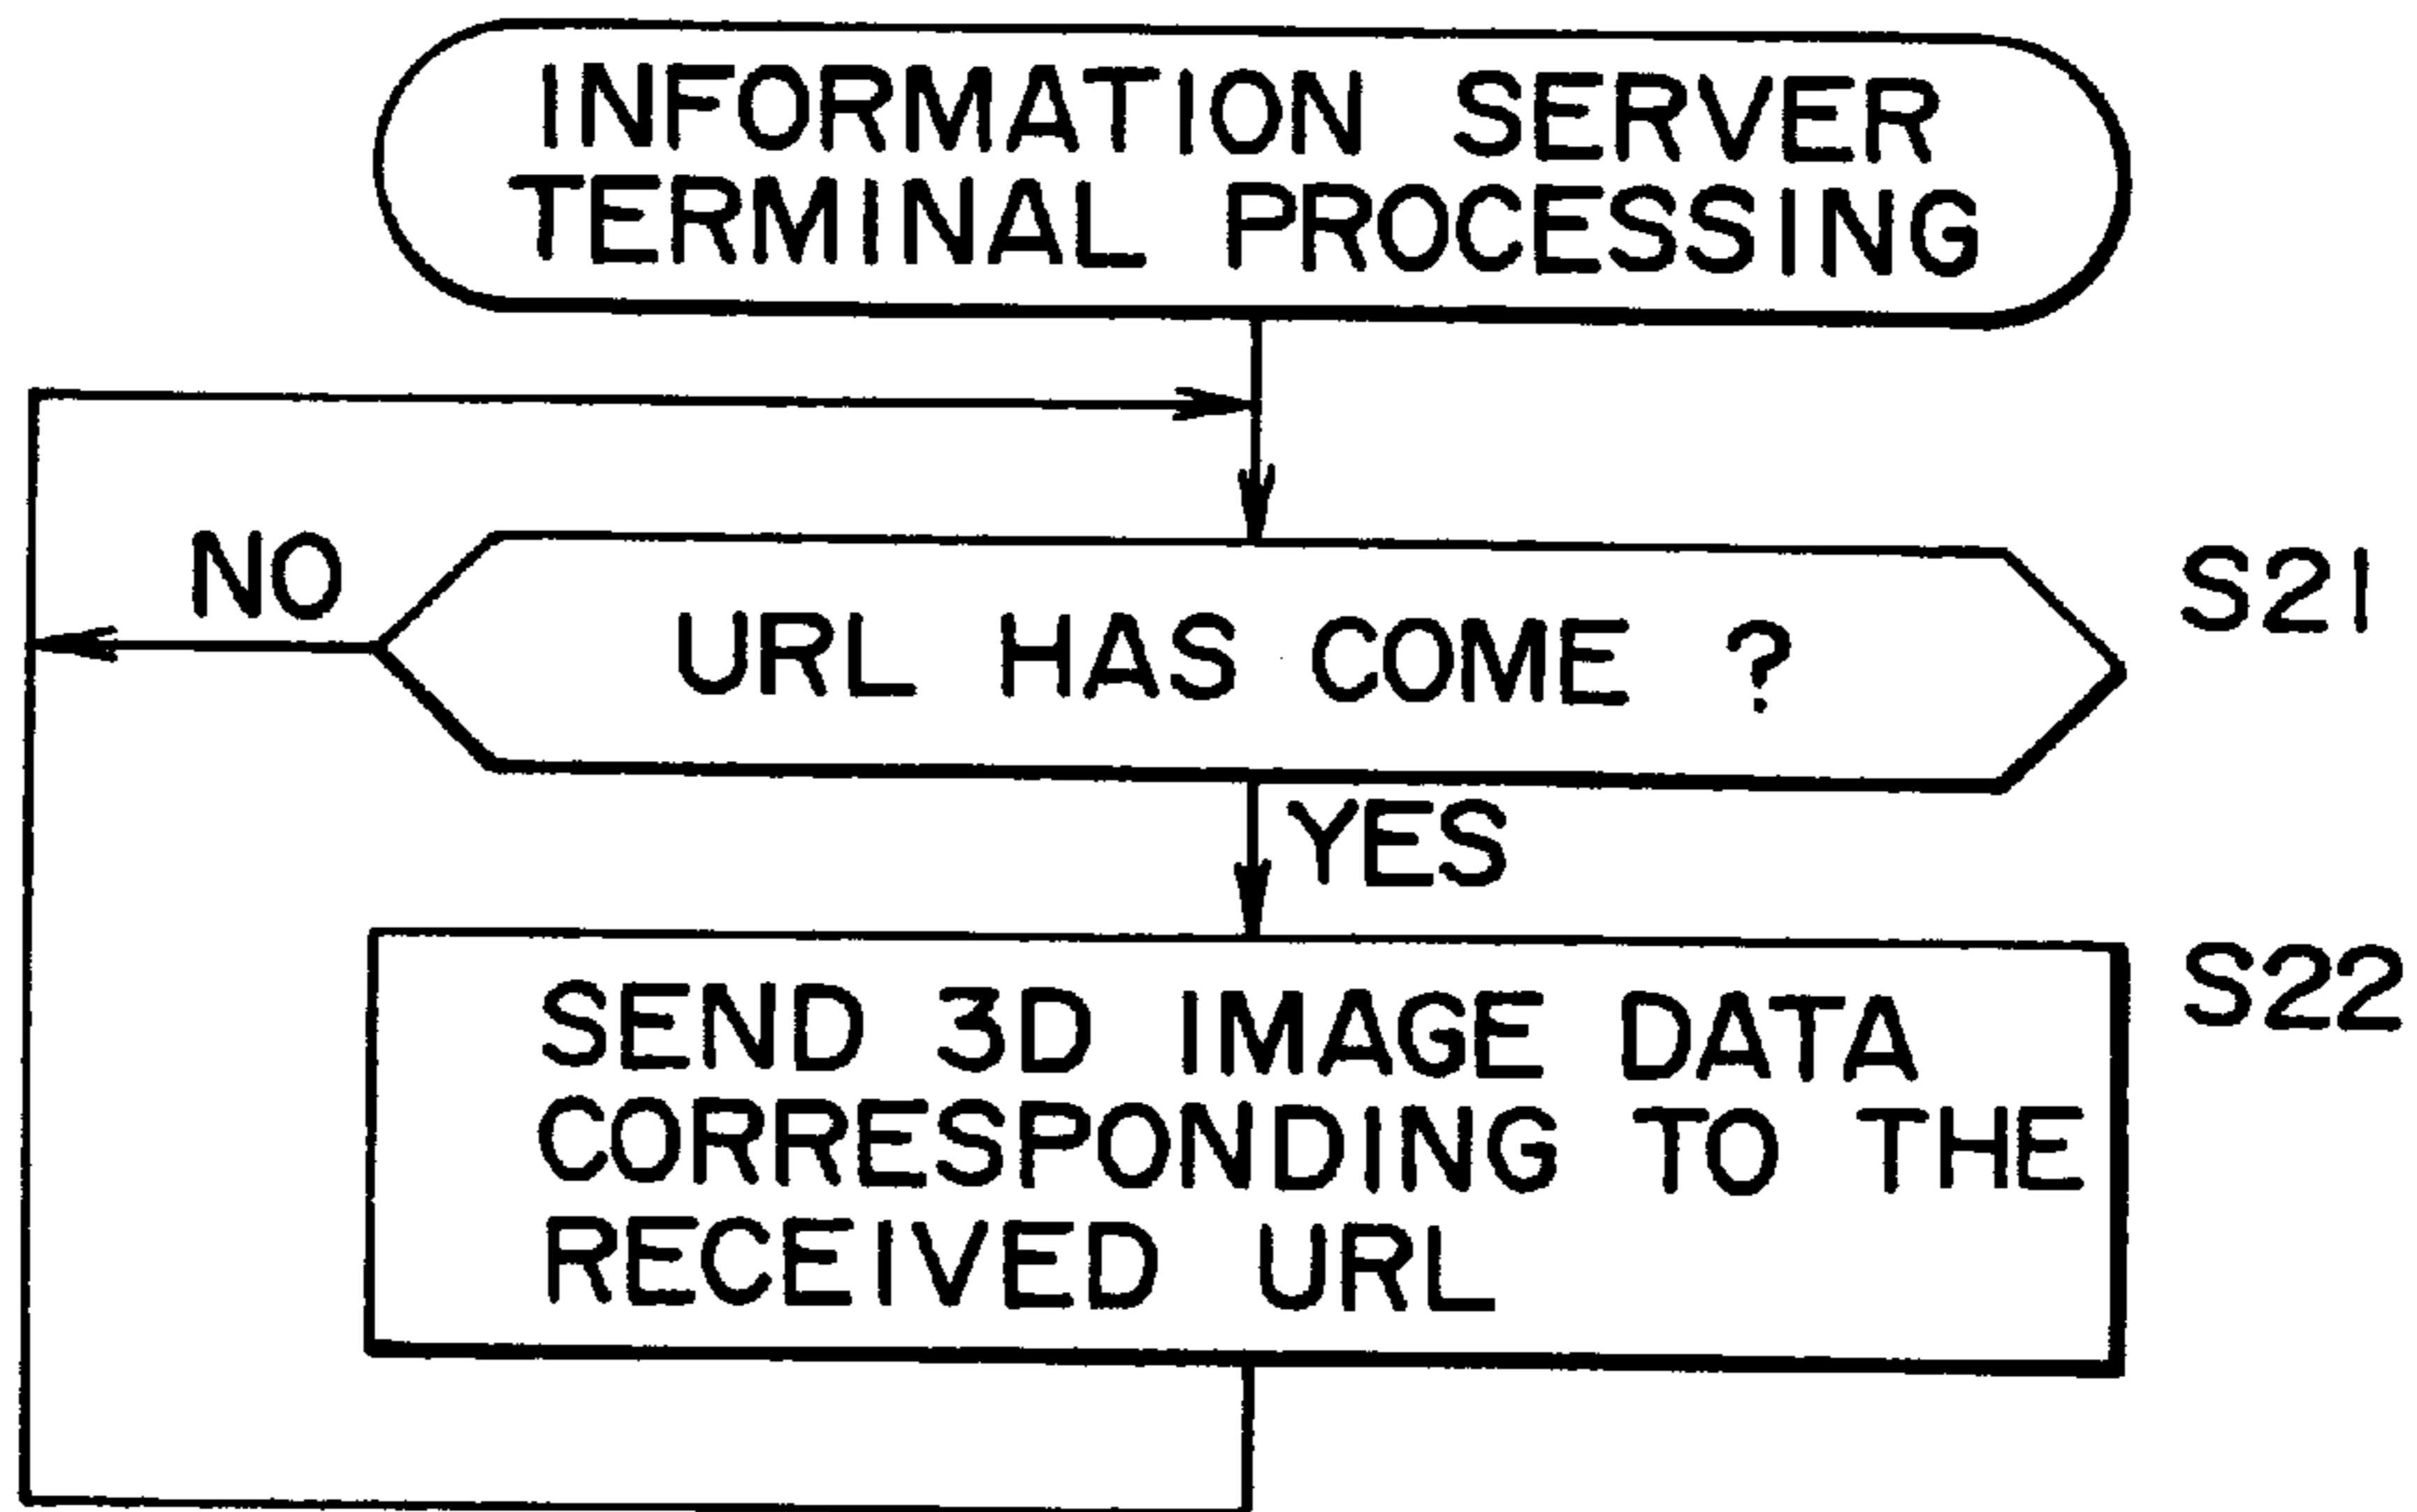 INFORMATION SERVER
TERMINAL PROCESSING
NO
URL HAS COME ?
S21
YES
SEND 3D IMAGE DATA
S22
CORRESPONDING TO THE
RECEIVED URL